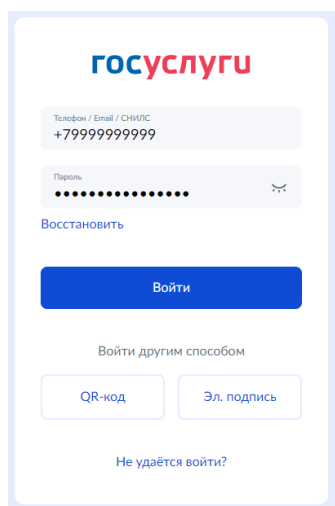 госуслуги
Телефон / Email / СНИЛС
+79999999999
Пароль
••••••••••••••••
Восстановить
Войти
Войти другим способом
QR-код
Эл. подпись
Не удаётся войти?